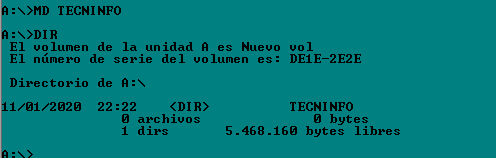 A:\>MD TECNINFO
A:\>DIR
El volumen de la unidad A es Nuevo vol
El número de serie del volumen es: DE1E-2E2E
Directorio de A:\
11/01/2020 22:22 <DIR> TECNINFO
0 archivos 0 bytes
1 dirs 5.468.160 bytes libres
A:\>